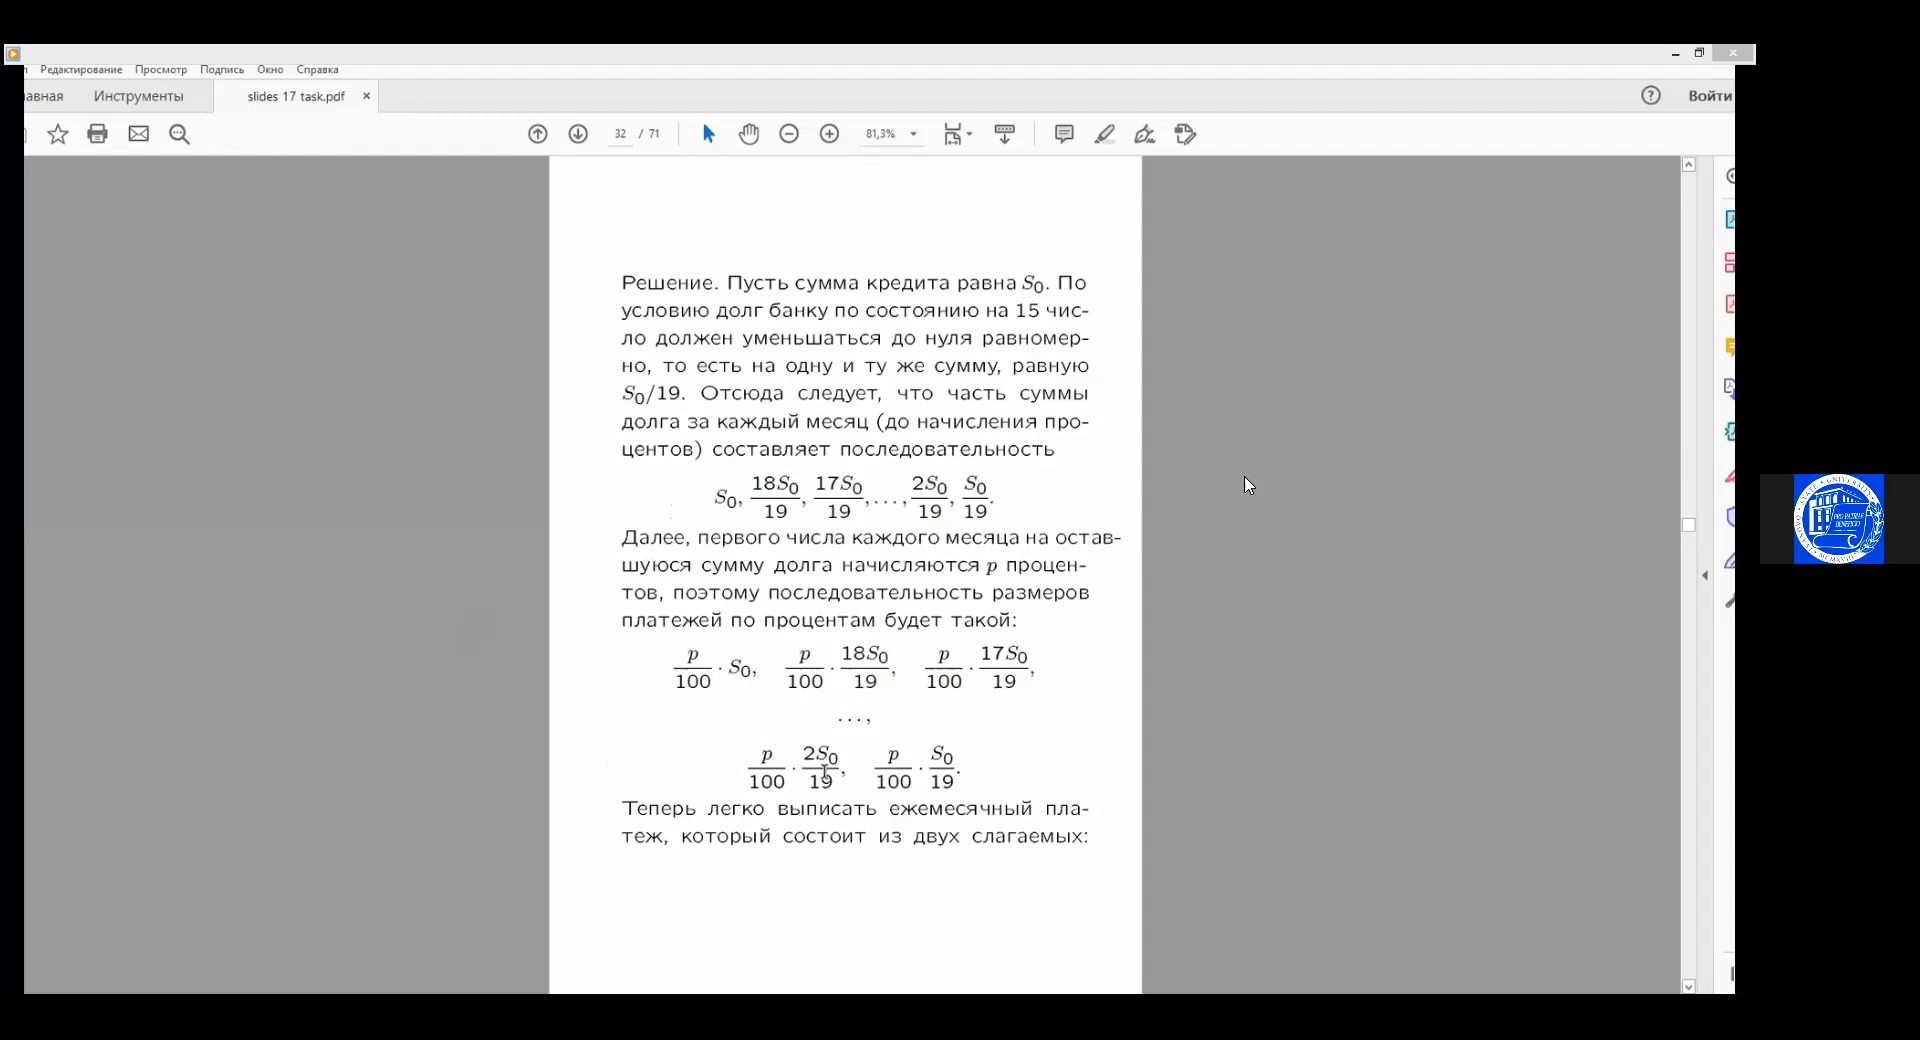 Редактирование Просмотр Подпись Окно Справка
авная Инструменты slides 17 task.pdf × ? Войти
32 / 71 81,3%
Решение. Пусть сумма кредита равна S₀. По
условию долг банку по состоянию на 15 чис-
ло должен уменьшаться до нуля равномер-
но, то есть на одну и ту же сумму, равную
S₀/19. Отсюда следует, что часть суммы
долга за каждый месяц (до начисления про-
центов) составляет последовательность
S₀, 18S₀/19, 17S₀/19, ..., 2S₀/19, S₀/19.
Далее, первого числа каждого месяца на остав-
шуюся сумму долга начисляются p процен-
тов, поэтому последовательность размеров
платежей по процентам будет такой:
p/100 · S₀, p/100 · 18S₀/19, p/100 · 17S₀/19,
...,
p/100 · 2S₀/19, p/100 · S₀/19.
Теперь легко выписать ежемесячный пла-
теж, который состоит из двух слагаемых:
PRO PATRIAE
BENEFICIO